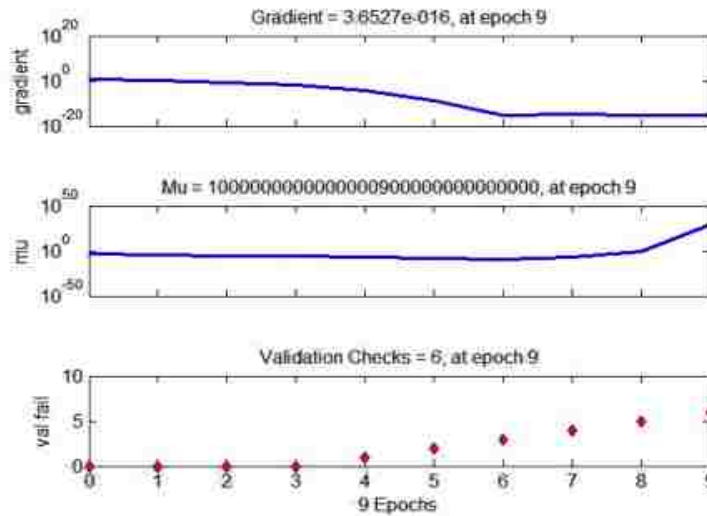 Gradient = 3.6527e-016, at epoch 9
10^20
10^0
10^-20
gradient
Mu = 1000000000000000090000000000000, at epoch 9
10^50
10^0
10^-50
mu
Validation Checks = 6, at epoch 9
10
5
0
val fail
0 1 2 3 4 5 6 7 8 9
9 Epochs